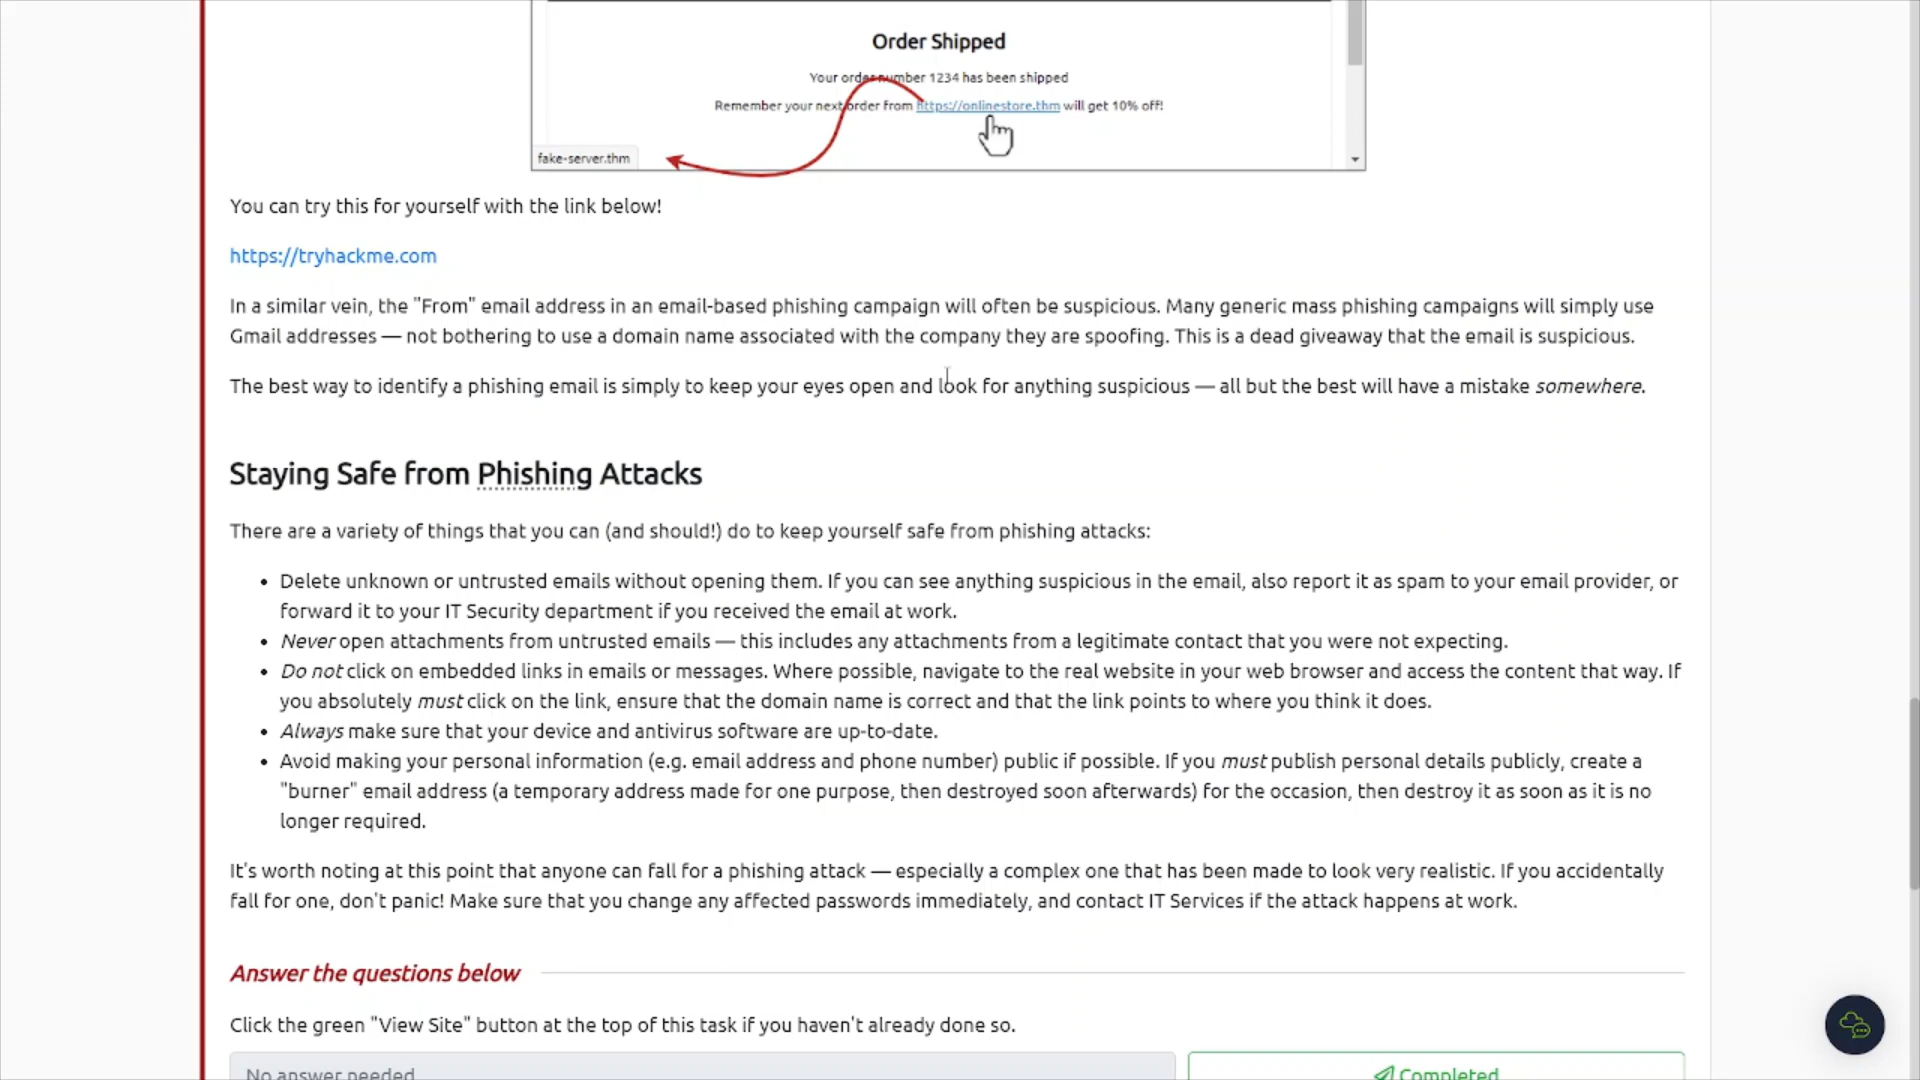 Order Shipped
Your order number 1234 has been shipped
Remember your next order from https://onlinestore.thm will get 10% off!
fake-server.thm
You can try this for yourself with the link below!
https://tryhackme.com
In a similar vein, the "From" email address in an email-based phishing campaign will often be suspicious. Many generic mass phishing campaigns will simply use
Gmail addresses — not bothering to use a domain name associated with the company they are spoofing. This is a dead giveaway that the email is suspicious.
The best way to identify a phishing email is simply to keep your eyes open and look for anything suspicious — all but the best will have a mistake somewhere.
Staying Safe from Phishing Attacks
There are a variety of things that you can (and should!) do to keep yourself safe from phishing attacks:
• Delete unknown or untrusted emails without opening them. If you can see anything suspicious in the email, also report it as spam to your email provider, or
forward it to your IT Security department if you received the email at work.
• Never open attachments from untrusted emails — this includes any attachments from a legitimate contact that you were not expecting.
• Do not click on embedded links in emails or messages. Where possible, navigate to the real website in your web browser and access the content that way. If
you absolutely must click on the link, ensure that the domain name is correct and that the link points to where you think it does.
• Always make sure that your device and antivirus software are up-to-date.
• Avoid making your personal information (e.g. email address and phone number) public if possible. If you must publish personal details publicly, create a
"burner" email address (a temporary address made for one purpose, then destroyed soon afterwards) for the occasion, then destroy it as soon as it is no
longer required.
It's worth noting at this point that anyone can fall for a phishing attack — especially a complex one that has been made to look very realistic. If you accidentally
fall for one, don't panic! Make sure that you change any affected passwords immediately, and contact IT Services if the attack happens at work.
Answer the questions below
Click the green "View Site" button at the top of this task if you haven't already done so.
No answer needed
Completed